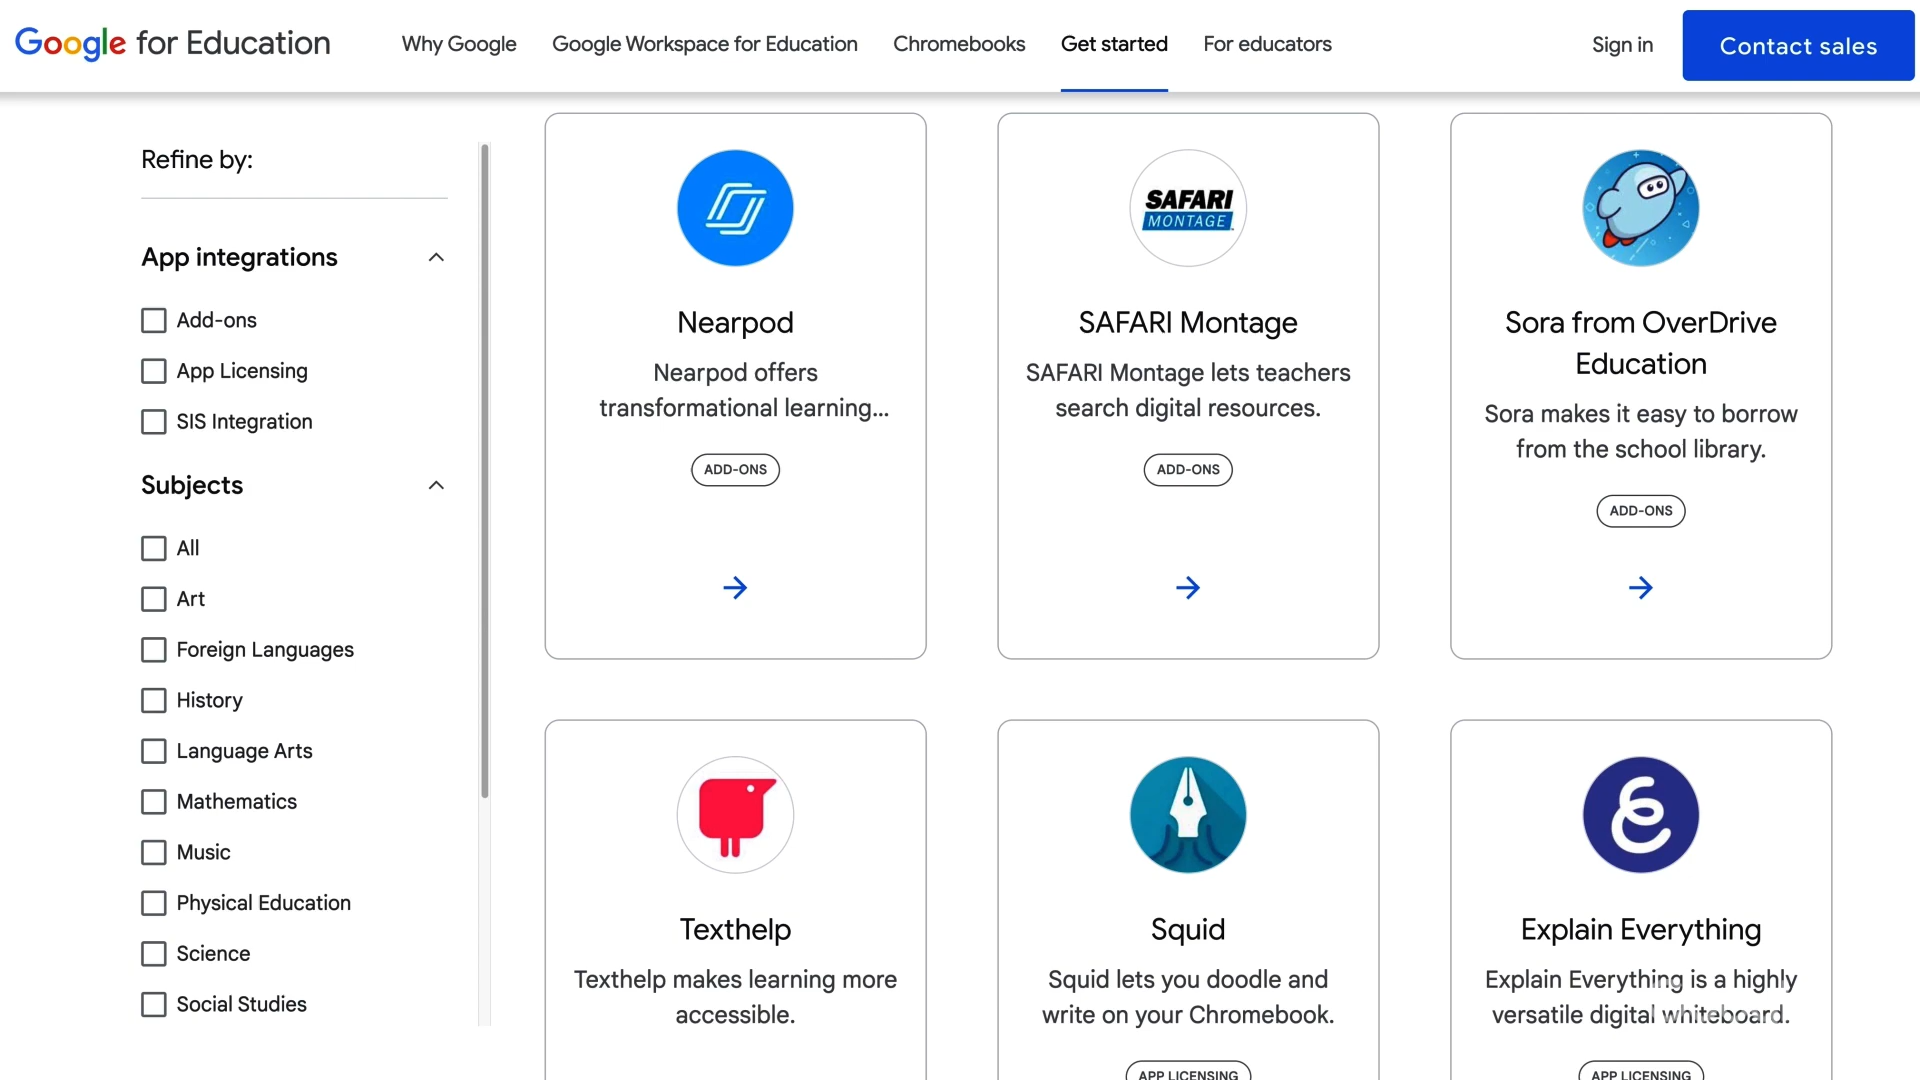 Google for Education
Why Google
Google Workspace for Education
Chromebooks
Get started
For educators
Sign in
Contact sales
Refine by:
App integrations
Add-ons
App Licensing
SIS Integration
Subjects
All
Art
Foreign Languages
History
Language Arts
Mathematics
Music
Physical Education
Science
Social Studies
Nearpod
Nearpod offers
transformational learning...
ADD-ONS
SAFARI
MONTAGE
SAFARI Montage
SAFARI Montage lets teachers
search digital resources.
ADD-ONS
Sora from OverDrive
Education
Sora makes it easy to borrow
from the school library.
ADD-ONS
Texthelp
Texthelp makes learning more
accessible.
Squid
Squid lets you doodle and
write on your Chromebook.
APP LICENSING
Explain Everything
Explain Everything is a highly
versatile digital whiteboard.
APP LICENSING